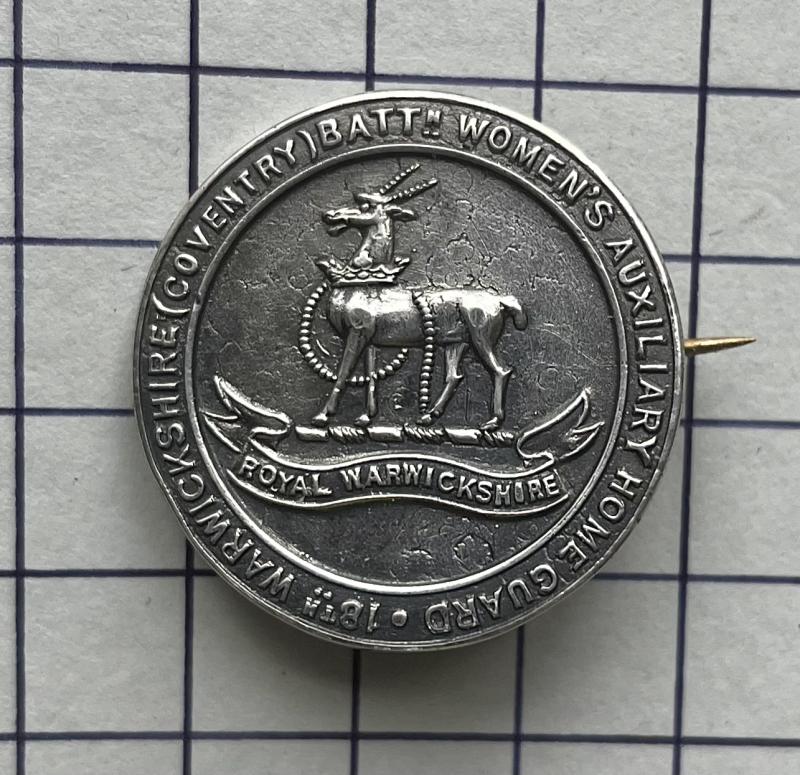 18TH WARWICKSHIRE (COVENTRY) BATTN WOMEN'S AUXILIARY HOME GUARD •
ROYAL WARWICKSHIRE